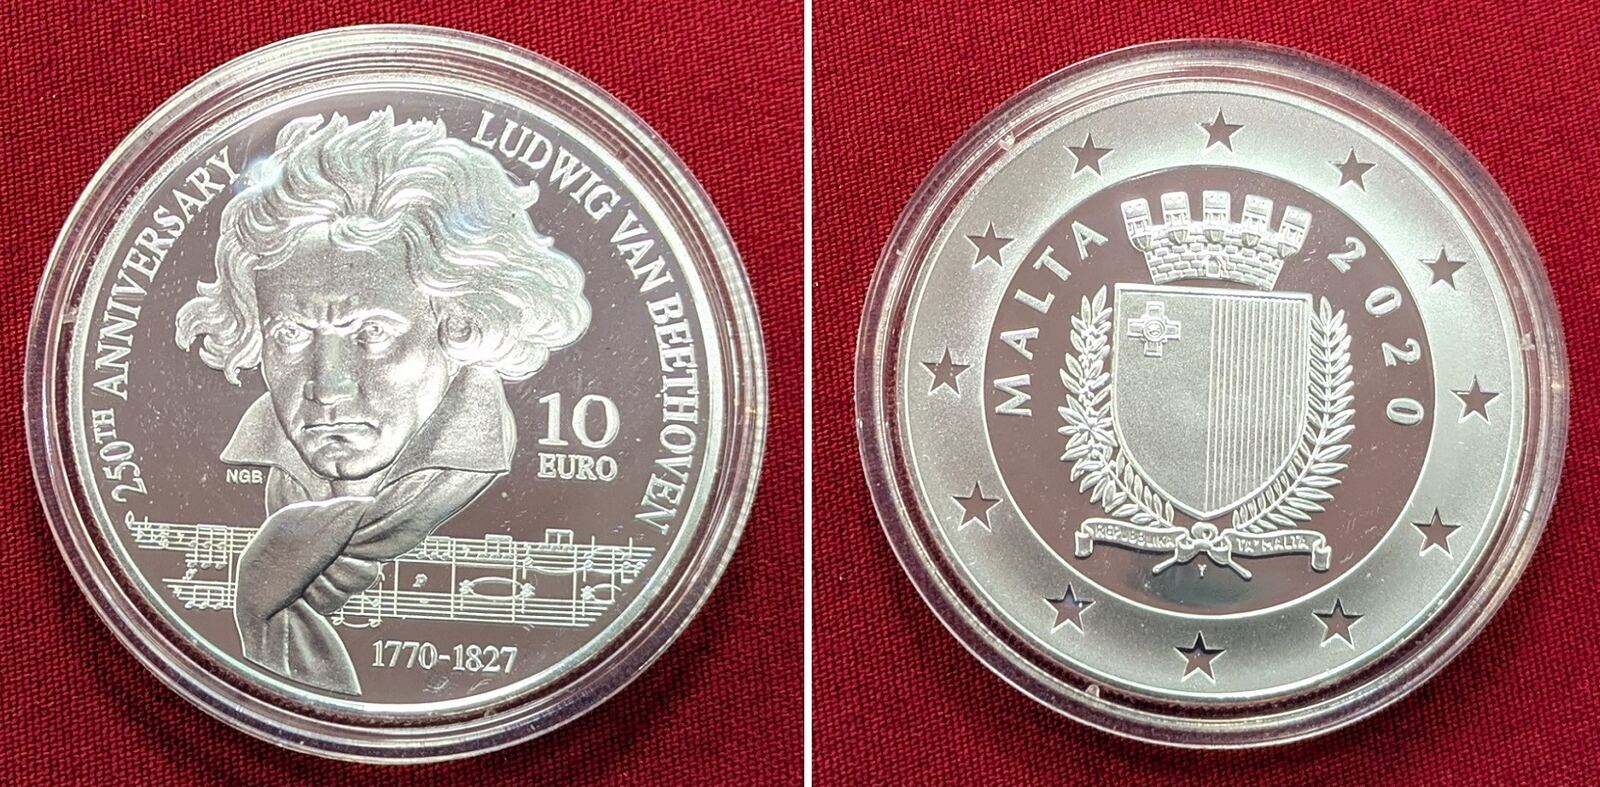 250TH ANNIVERSARY
LUDWIG VAN BEETHOVEN
10
EURO
NGB
P
1770-1827
MALTA 2020
REPUBBLIKA TA' MALTA
Y